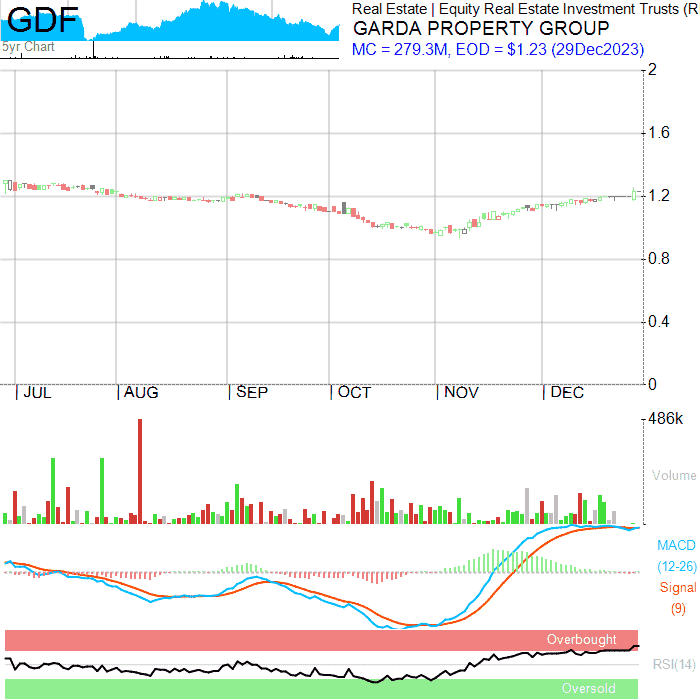 GDF
5yr Chart
Real Estate | Equity Real Estate Investment Trusts (R
GARDA PROPERTY GROUP
MC = 279.3M, EOD = $1.23 (29Dec2023)
2
1.6
1.2
0.8
0.4
0
| JUL | AUG | SEP | OCT | NOV | DEC
486k
Volume
MACD
(12-26)
Signal
(9)
Overbought
RSI(14)
Oversold